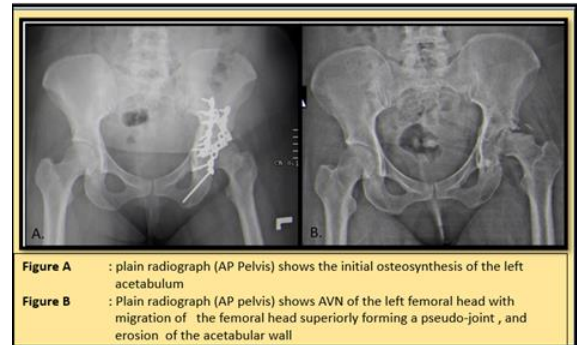 A.
L
B.
Figure A : plain radiograph (AP Pelvis) shows the initial osteosynthesis of the left
acetabulum
Figure B : Plain radiograph (AP pelvis) shows AVN of the left femoral head with
migration of the femoral head superiorly forming a pseudo-joint , and
erosion of the acetabular wall